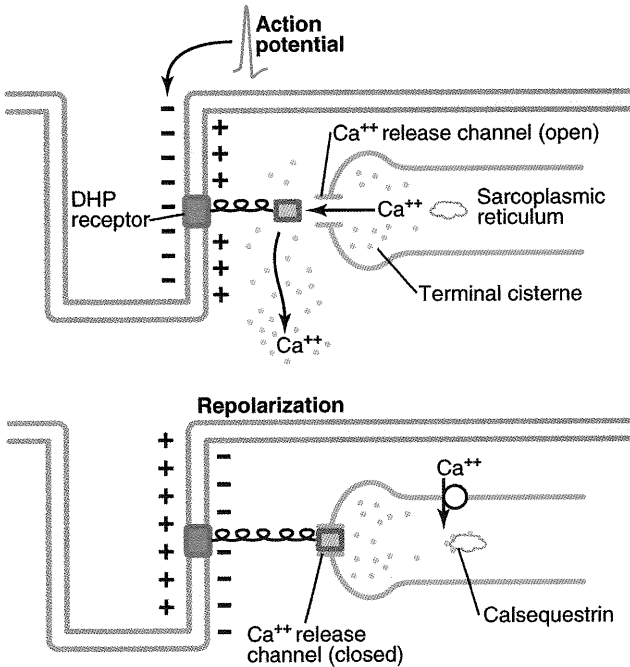 Action
potential
Ca++ release channel (open)
DHP
receptor
Ca++
Sarcoplasmic
reticulum
Terminal cisterne
Ca++
Repolarization
Ca++
Calsequestrin
Ca++ release
channel (closed)